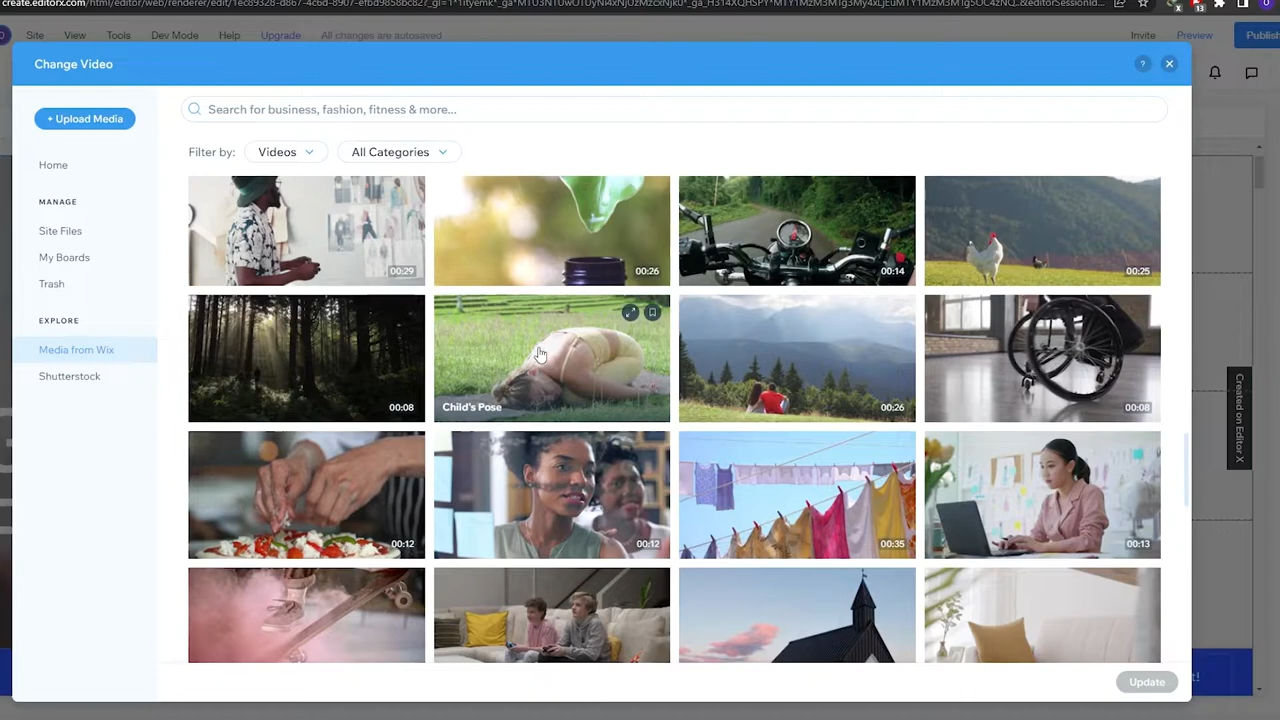 Site View Tools Dev Mode Help Upgrade All changes are autosaved Invite Preview Publish
Change Video
?
+ Upload Media
Search for business, fashion, fitness & more...
Filter by: Videos All Categories
Home
MANAGE
Site Files
My Boards
Trash
EXPLORE
Media from Wix
Shutterstock
00:29 00:26 00:14 00:25
00:08 Child's Pose 00:26 00:08
00:12 00:12 00:35 00:13
Created on Editor X
Update